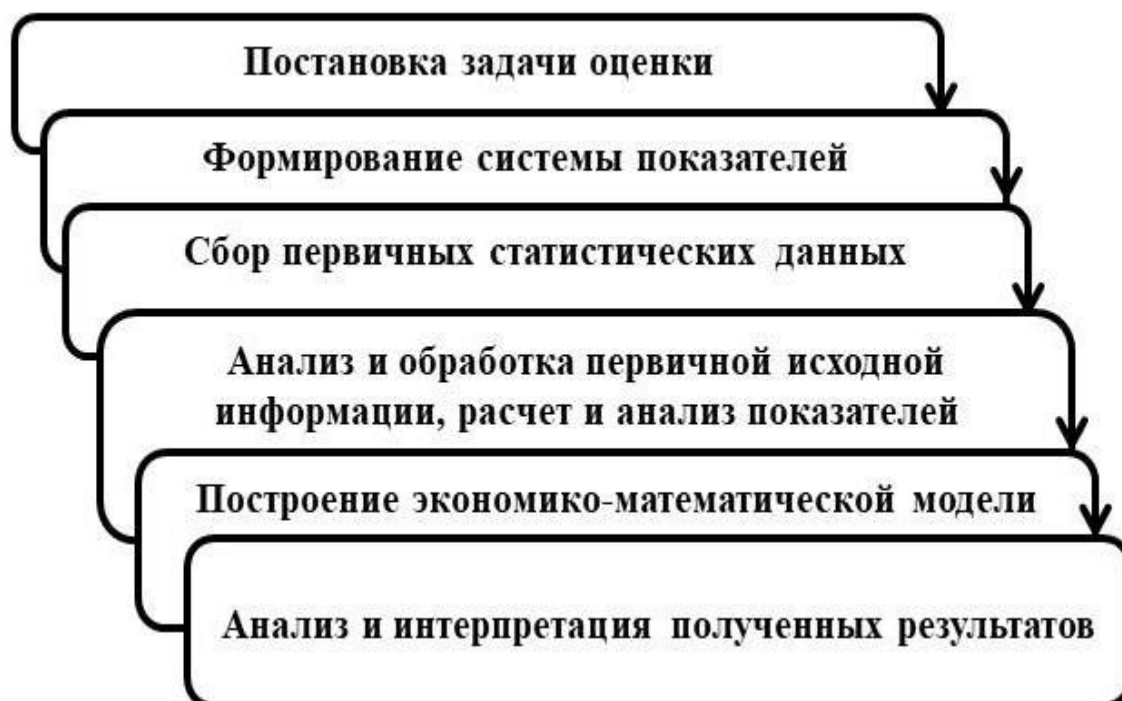 Постановка задачи оценки
Формирование системы показателей
Сбор первичных статистических данных
Анализ и обработка первичной исходной
информации, расчет и анализ показателей
Построение экономико-математической модели
Анализ и интерпретация полученных результатов